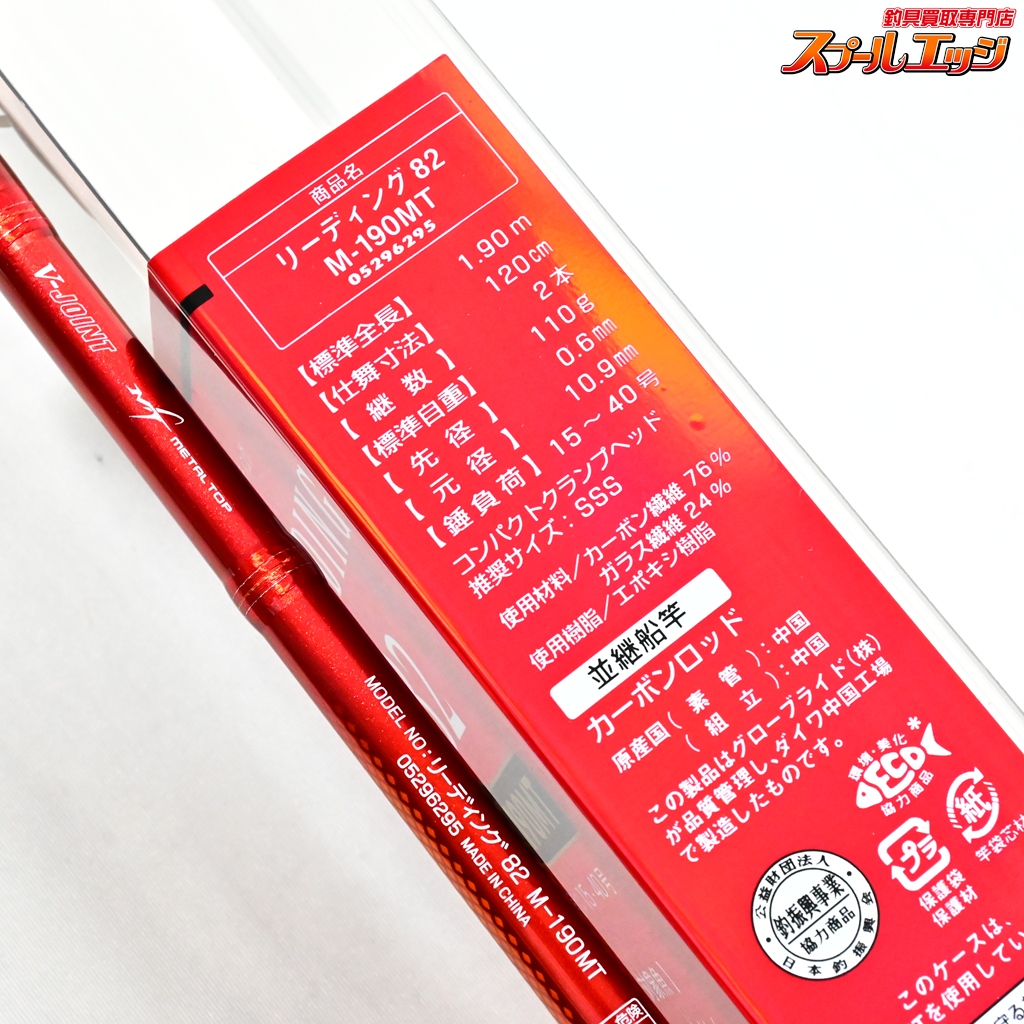 釣具買取専門店
スプールエッジ
商品名
リーディング 82
M-190MT
05296295
【標準全長】 1.90m
【仕舞寸法】 120cm
【継数】 2本
【標準自重】 110g
【先径】 0.6mm
【元径】 10.9mm
【錘負荷】 15～40号
コンパクトクランプヘッド
推奨サイズ：SSS
使用材料／カーボン繊維 76%
ガラス繊維 24%
使用樹脂／エポキシ樹脂
並継船竿
カーボンロッド
原産国(素管)：中国
(組立)：中国
この製品はグローブライド(株)
が品質管理し、ダイワ中国工場
で製造したものです。
環境・美化
ECO
協力商品
紙
竿袋芯材
プラ
保護袋
保護材
公益財団法人
釣振興事業
協力商品
日本釣振興会
このケースは、
を使用してい
V-JOINT
METAL TOP
MODEL NO：リーディング 82 M-190MT
05296295 MADE IN CHINA
危険